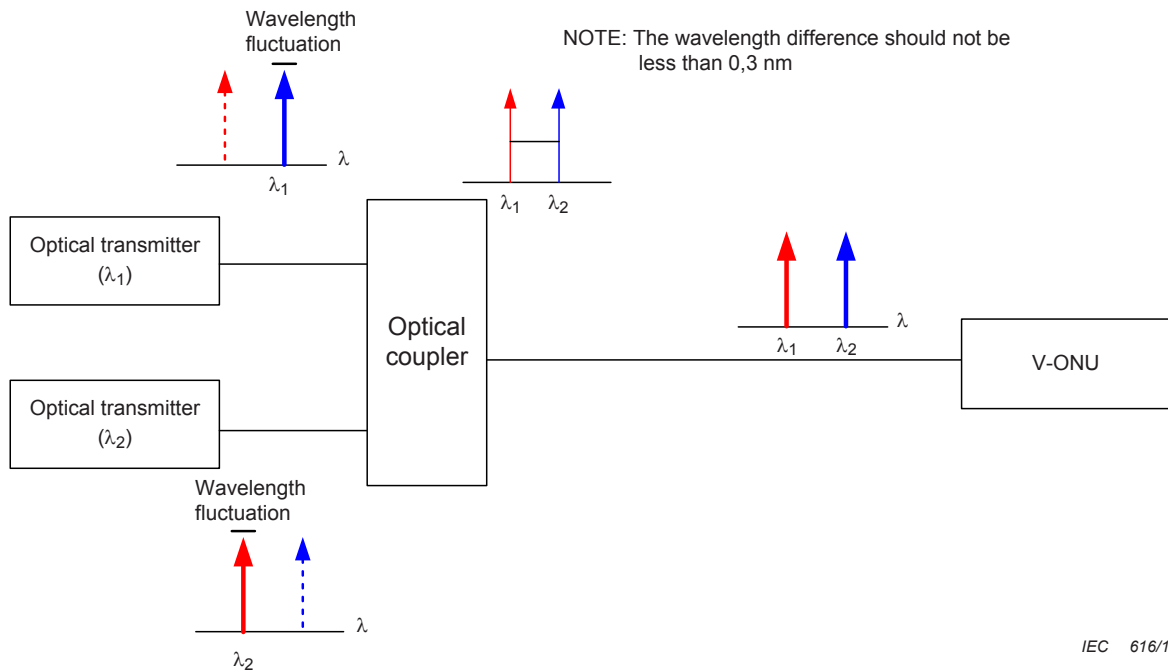 Wavelength
fluctuation
NOTE: The wavelength difference should not be
less than 0,3 nm
λ
λ₁
λ₁ λ₂
Optical transmitter
(λ₁)
Optical
coupler
λ
λ₁ λ₂
V-ONU
Optical transmitter
(λ₂)
Wavelength
fluctuation
λ
λ₂
IEC 616/1